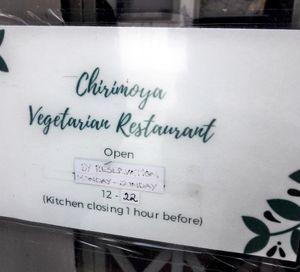 Chirimoya
Vegetarian Restaurant
Open
BY RESERVATION
MONDAY - SUNDAY
12 - 22
(Kitchen closing 1 hour before)